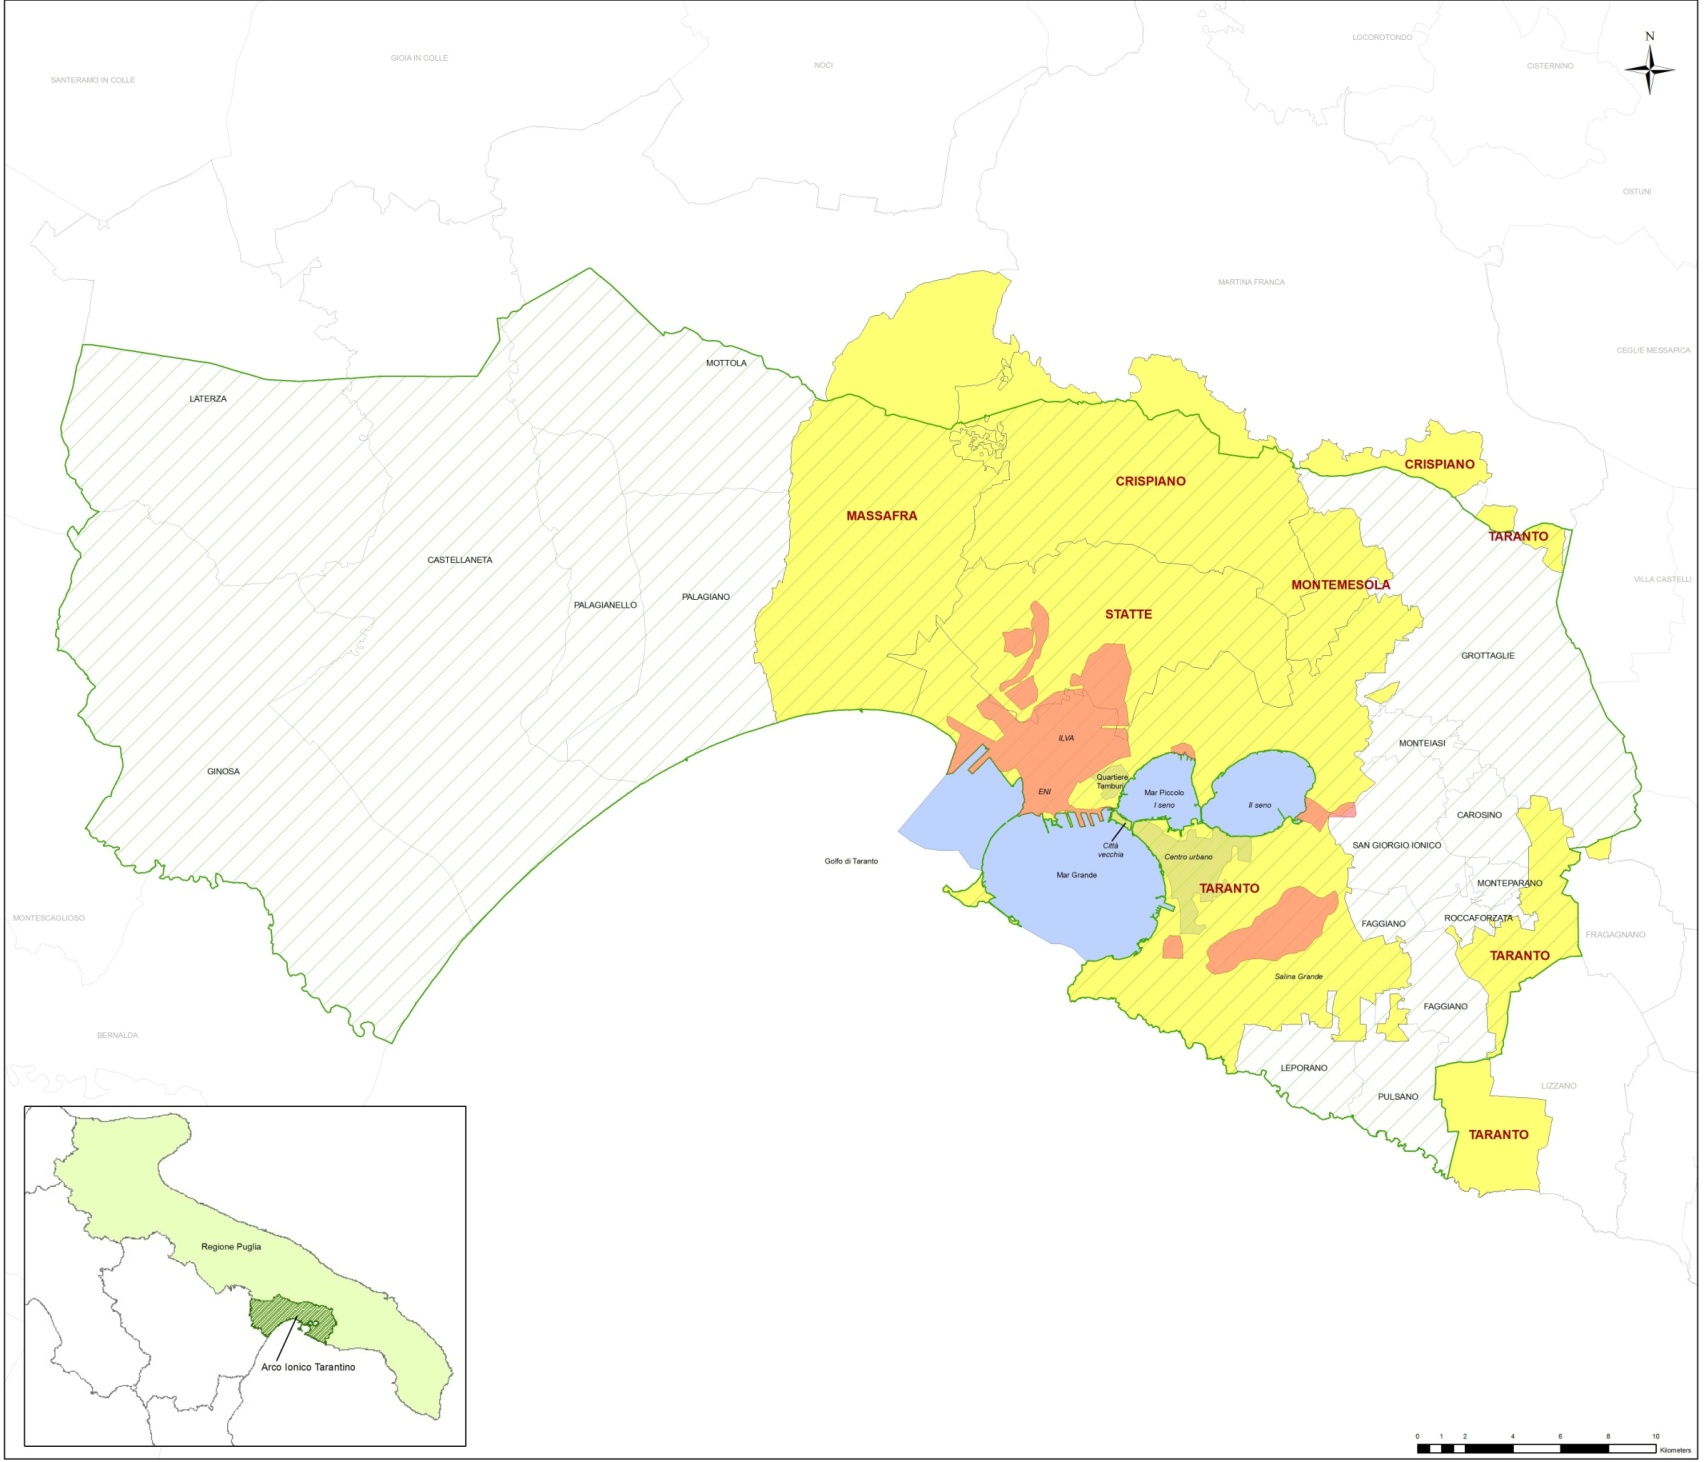 N
LOCOROTONDO
GIOIA IN COLLE
NOCI
CISTERNINO
SANTERAMO IN COLLE
OSTUNI
MARTINA FRANCA
CEGLIE MESSAPICA
MOTTOLA
LATERZA
CRISPIANO
CRISPIANO
MASSAFRA
TARANTO
CASTELLANETA
VILLA CASTELLI
MONTEMESOLA
PALAGIANO
PALAGIANELLO
STATTE
GROTTAGLIE
ILVA
MONTEIASI
GINOSA
Quartiere
Tamburi
ENI
Mar Piccolo
I seno
II seno
CAROSINO
SAN GIORGIO IONICO
Città
vecchia
Centro urbano
Golfo di Taranto
Mar Grande
MONTEPARANO
TARANTO
MONTESCAGLIOSO
ROCCAFORZATA
FAGGIANO
FRAGAGNANO
TARANTO
Salina Grande
FAGGIANO
BERNALDA
LEPORANO
LIZZANO
PULSANO
TARANTO
Regione Puglia
Arco Ionico Tarantino
0 1 2 4 6 8 10
Kilometers